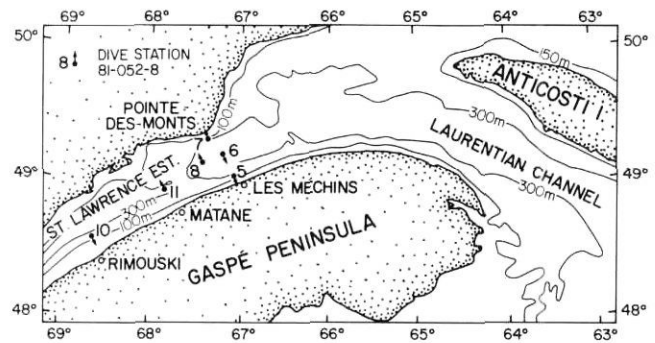 69° 68° 67° 66° 65° 64° 63°
50° 50°
8 DIVE STATION
81-052-8
150m
ANTICOSTI I.
POINTE
DES-MONTS
100m
300m
7
6
LAURENTIAN CHANNEL
49° 49°
8
5
LES MÉCHINS
300m
ST LAWRENCE EST.
11
300m
MATANE
100m
10
RIMOUSKI
GASPÉ PENINSULA
48° 48°
69° 68° 67° 66° 65° 64° 63°